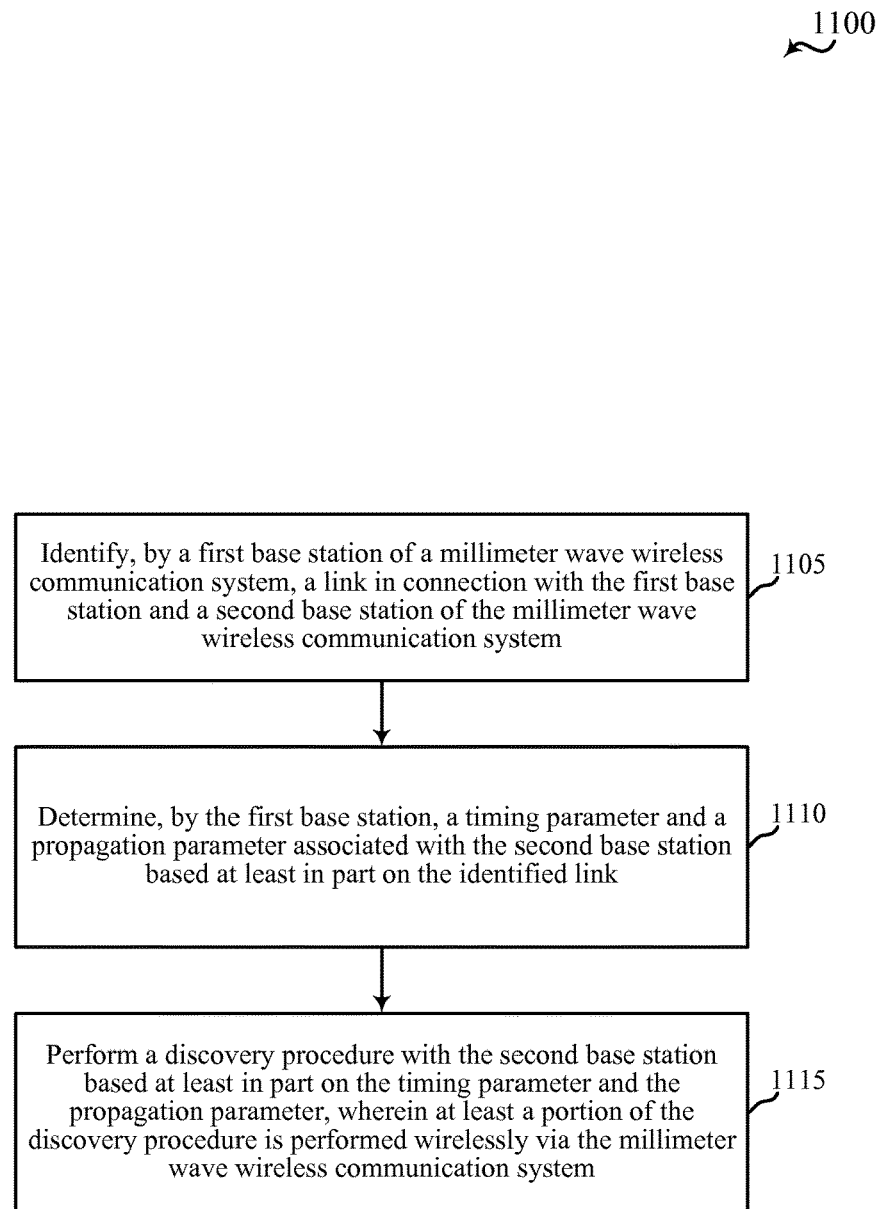 1100
Identify, by a first base station of a millimeter wave wireless
communication system, a link in connection with the first base
station and a second base station of the millimeter wave
wireless communication system
1105
Determine, by the first base station, a timing parameter and a
propagation parameter associated with the second base station
based at least in part on the identified link
1110
Perform a discovery procedure with the second base station
based at least in part on the timing parameter and the
propagation parameter, wherein at least a portion of the
discovery procedure is performed wirelessly via the millimeter
wave wireless communication system
1115